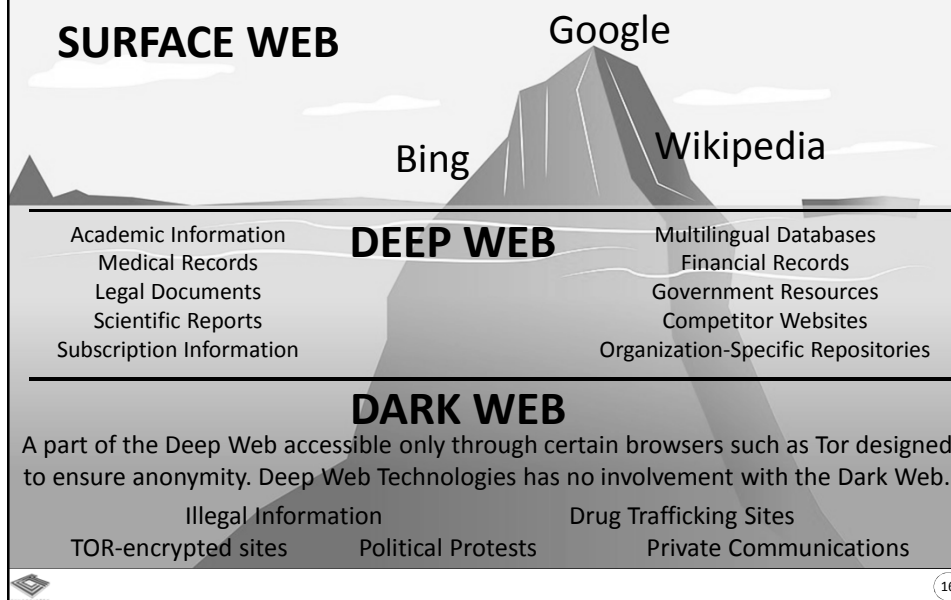 SURFACE WEB
Google
Bing
Wikipedia
DEEP WEB
Academic Information
Medical Records
Legal Documents
Scientific Reports
Subscription Information
Multilingual Databases
Financial Records
Government Resources
Competitor Websites
Organization-Specific Repositories
DARK WEB
A part of the Deep Web accessible only through certain browsers such as Tor designed
to ensure anonymity. Deep Web Technologies has no involvement with the Dark Web.
Illegal Information
Drug Trafficking Sites
TOR-encrypted sites
Political Protests
Private Communications
16